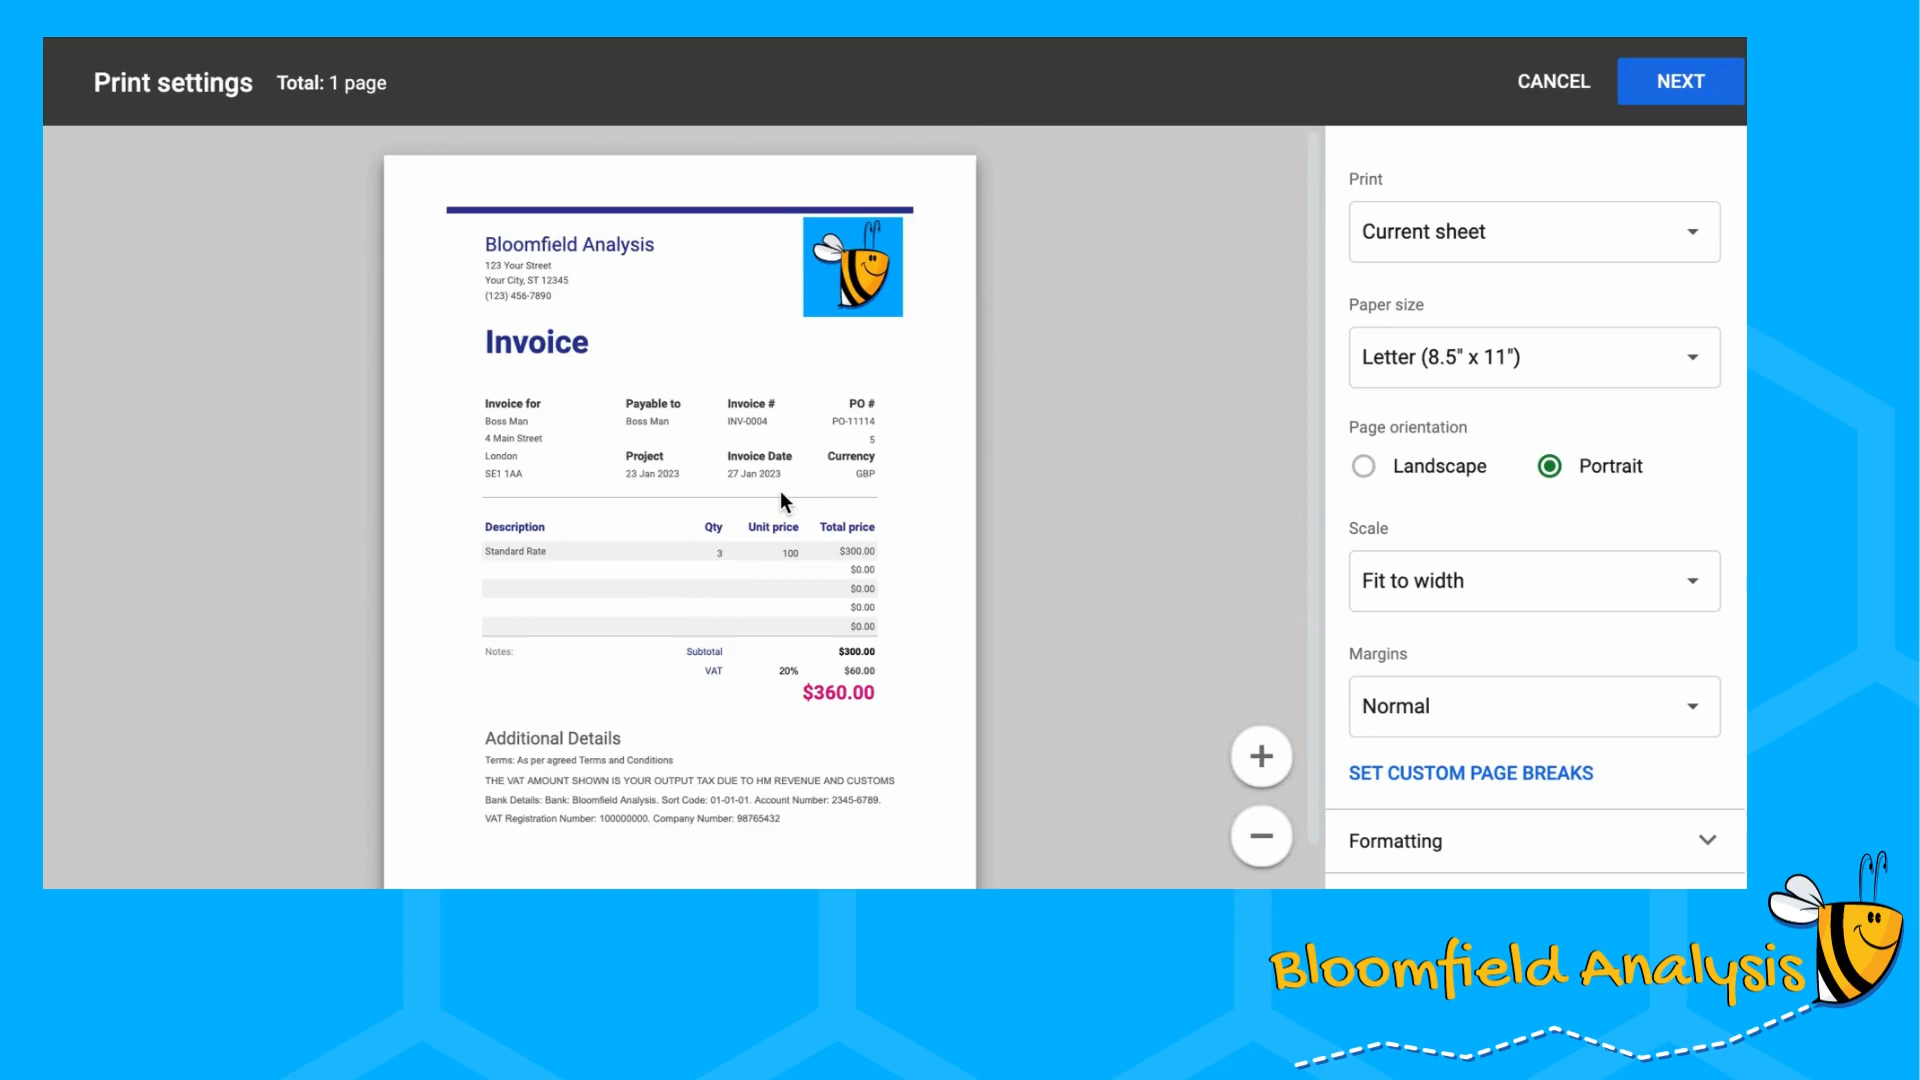 Print settings Total: 1 page CANCEL NEXT
Bloomfield Analysis
123 Your Street
Your City, ST 12345
(123) 456-7890
Invoice
Invoice for Payable to Invoice # PO #
Boss Man Boss Man INV-0004 PO-11114
4 Main Street 5
London Project Invoice Date Currency
SE1 1AA 23 Jan 2023 27 Jan 2023 GBP
Description Qty Unit price Total price
Standard Rate 3 100 $300.00
$0.00
$0.00
$0.00
$0.00
Notes: Subtotal $300.00
VAT 20% $60.00
$360.00
Additional Details
Terms: As per agreed Terms and Conditions
THE VAT AMOUNT SHOWN IS YOUR OUTPUT TAX DUE TO HM REVENUE AND CUSTOMS
Bank Details: Bank: Bloomfield Analysis. Sort Code: 01-01-01. Account Number: 2345-6789.
VAT Registration Number: 100000000. Company Number: 98765432
Print
Current sheet
Paper size
Letter (8.5" x 11")
Page orientation
Landscape Portrait
Scale
Fit to width
Margins
Normal
SET CUSTOM PAGE BREAKS
Formatting
Bloomfield Analysis